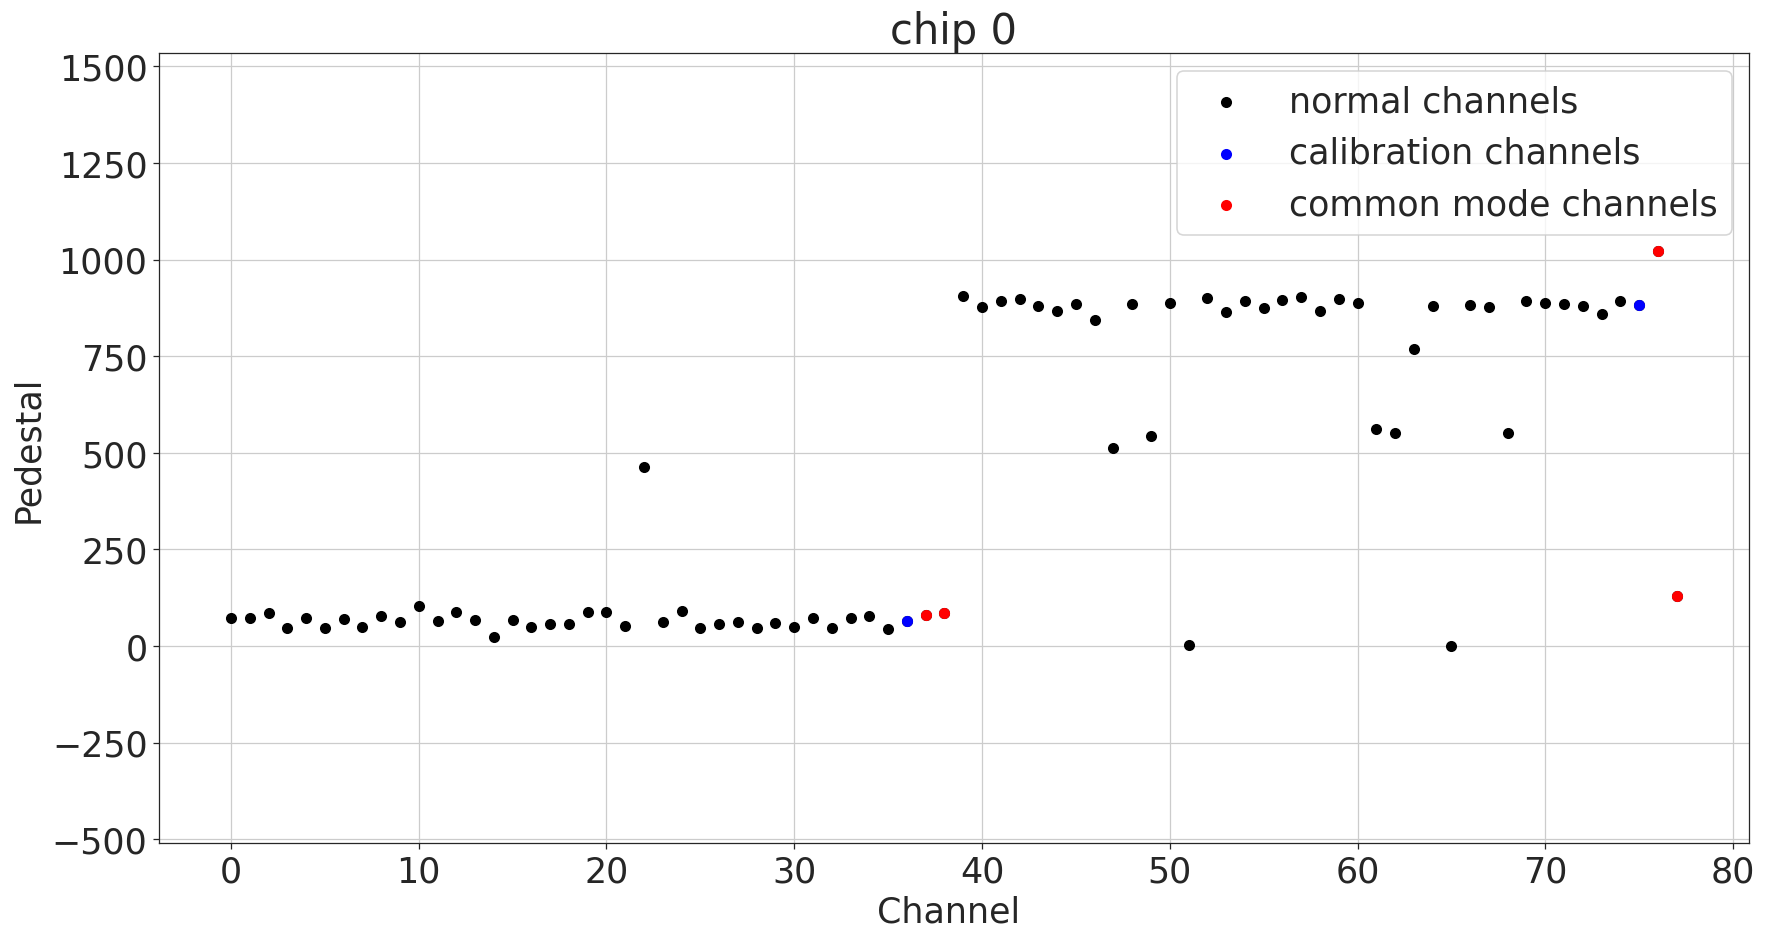 chip 0
1500
1250
1000
750
500
250
0
−250
−500
Pedestal
normal channels
calibration channels
common mode channels
0 10 20 30 40 50 60 70 80
Channel